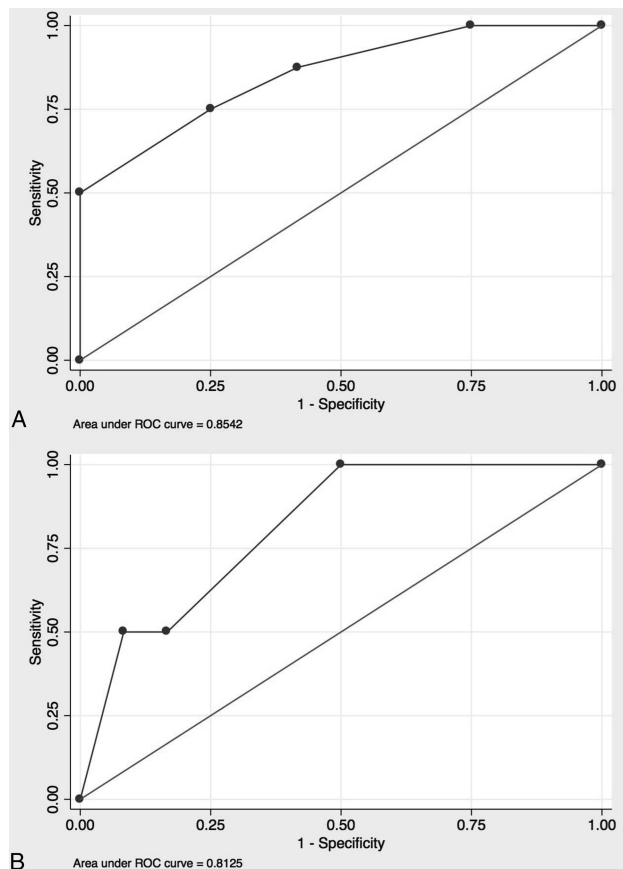 1.00
0.75
Sensitivity
0.50
0.25
0.00
0.00 0.25 0.50 0.75 1.00
1 - Specificity
A
Area under ROC curve = 0.8542
1.00
0.75
Sensitivity
0.50
0.25
0.00
0.00 0.25 0.50 0.75 1.00
1 - Specificity
B
Area under ROC curve = 0.8125